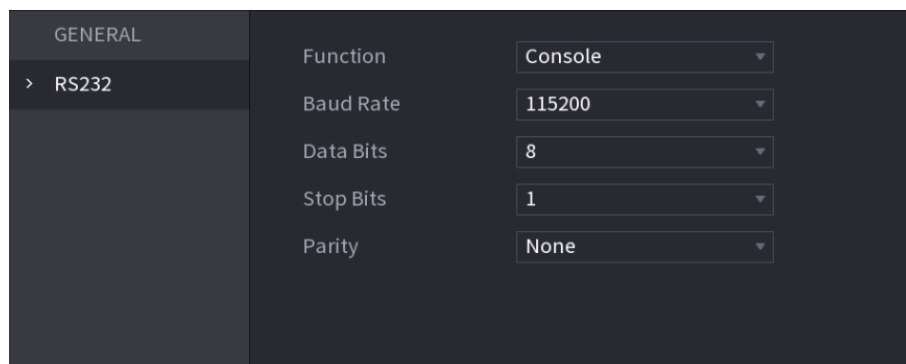 GENERAL
> RS232
Function Console
Baud Rate 115200
Data Bits 8
Stop Bits 1
Parity None